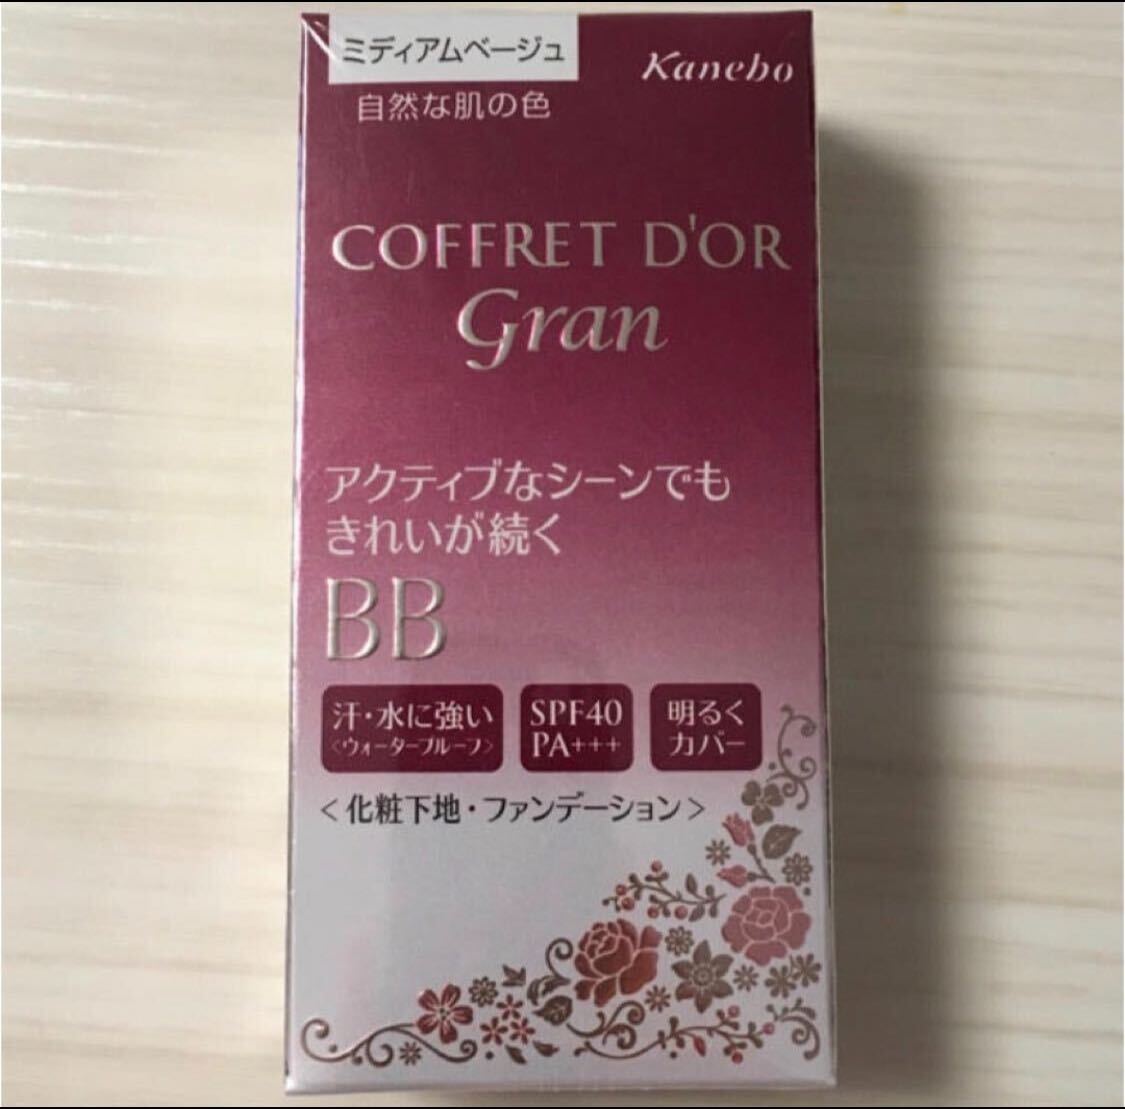 ミディアムベージュ
Kanebo
自然な肌の色
COFFRET D'OR
Gran
アクティブなシーンでも
きれいが続く
BB
汗・水に強い
<ウォータープルーフ>
SPF40
PA+++
明るく
カバー
<化粧下地・ファンデーション>